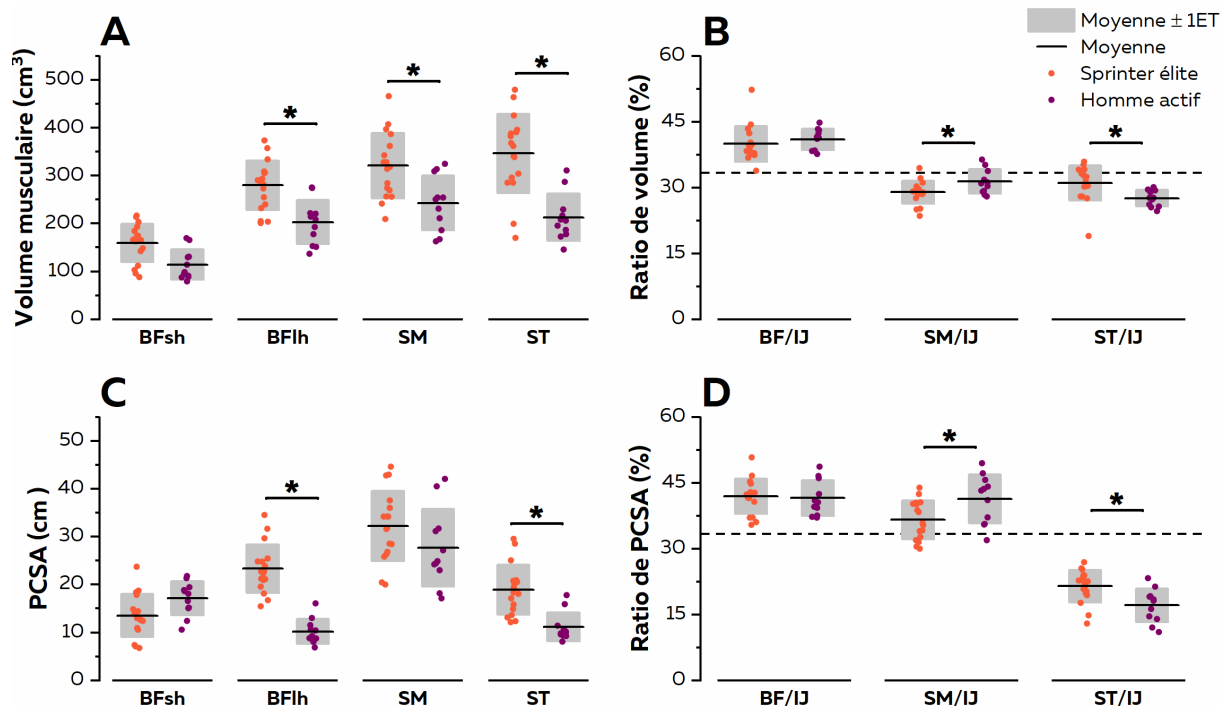 A
Volume musculaire (cm³)
500
400
300
200
100
0
*
*
*
BFsh
BFlh
SM
ST
B
Moyenne ± 1ET
Moyenne
Sprinter élite
Homme actif
Ratio de volume (%)
60
45
30
15
0
*
*
BF/IJ
SM/IJ
ST/IJ
C
PCSA (cm)
50
40
30
20
10
0
*
*
BFsh
BFlh
SM
ST
D
Ratio de PCSA (%)
60
45
30
15
0
*
*
BF/IJ
SM/IJ
ST/IJ